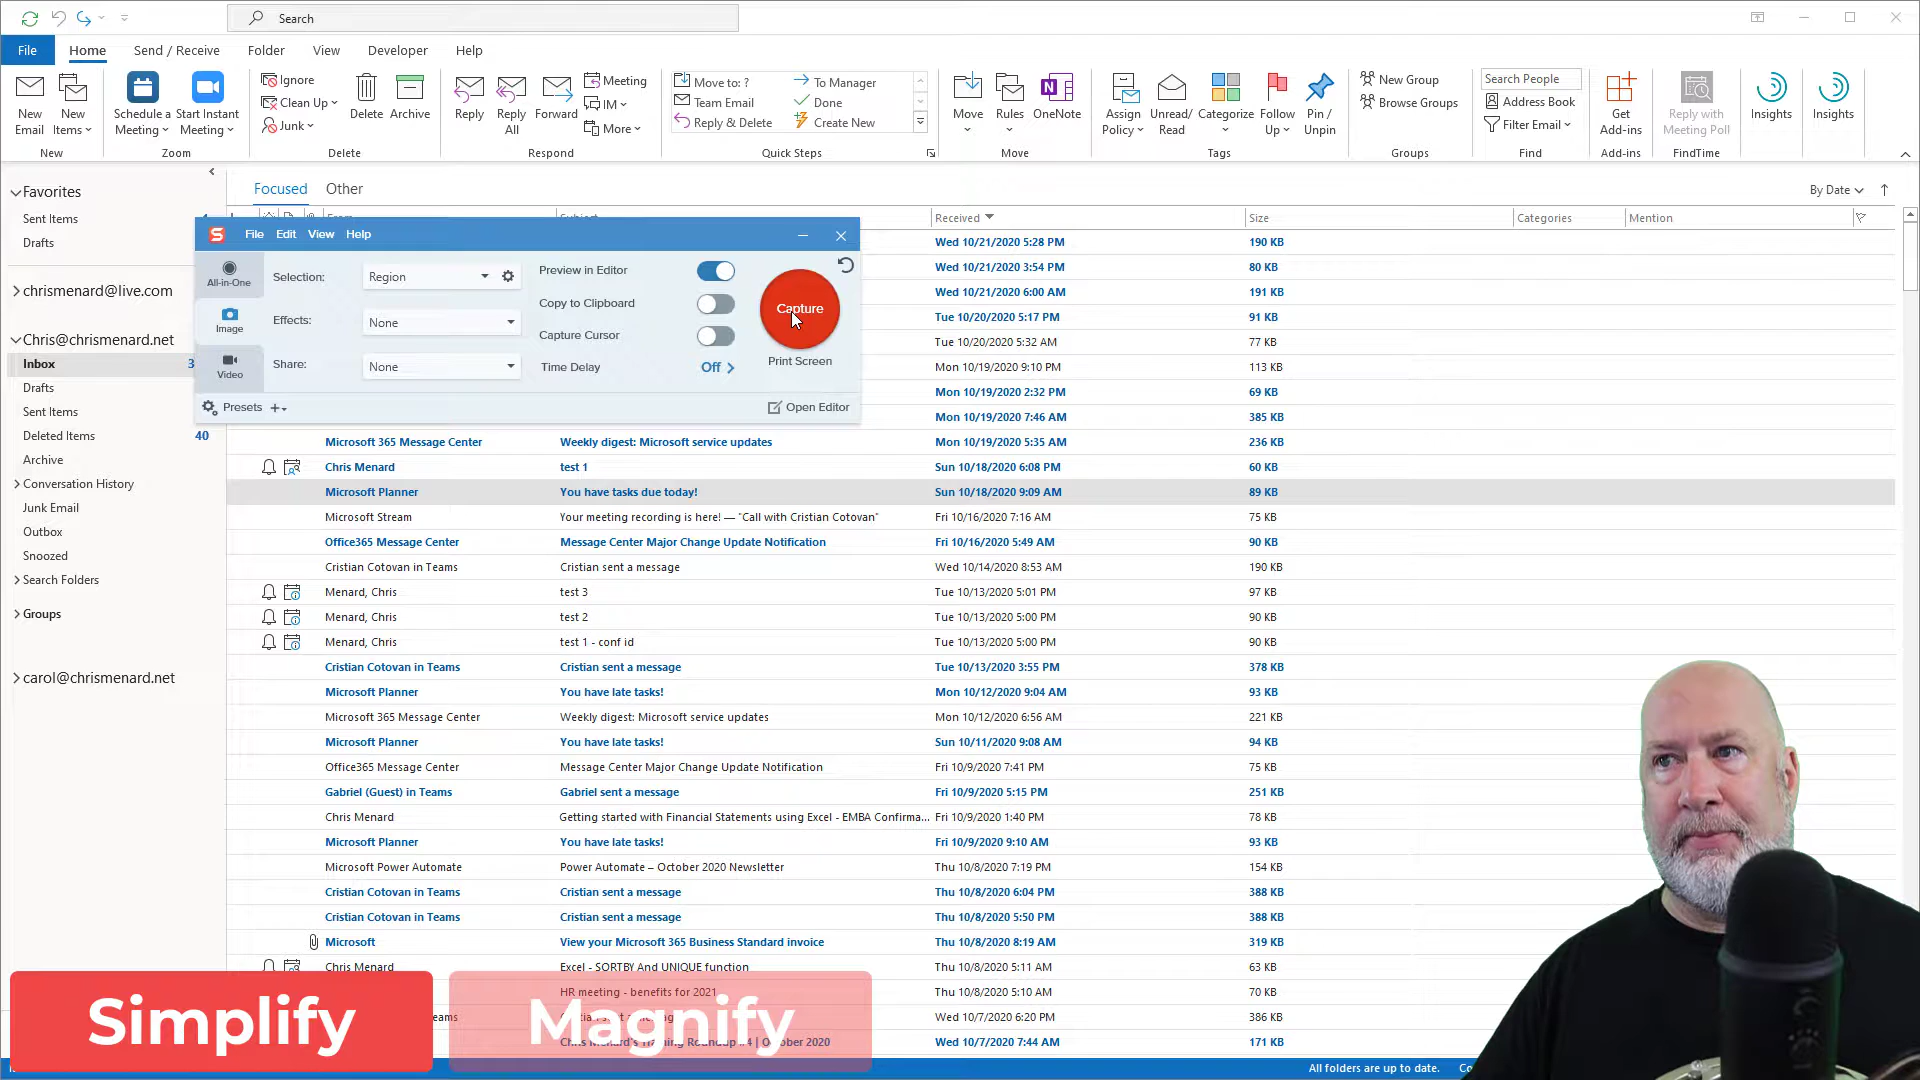 Search
File Home Send / Receive Folder View Developer Help
New Email
New Items
New
Schedule a Meeting
Start Instant Meeting
Zoom
Ignore
Clean Up
Junk
Delete
Archive
Delete
Reply
Reply All
Forward
Meeting
IM
More
Respond
Move to: ?
Team Email
Reply & Delete
To Manager
Done
Create New
Quick Steps
Move
Rules
OneNote
Move
Assign Policy
Unread/ Read
Categorize
Follow Up
Pin / Unpin
Tags
New Group
Browse Groups
Groups
Search People
Address Book
Filter Email
Find
Get Add-ins
Add-ins
Reply with Meeting Poll
FindTime
Insights
Insights
Favorites
Sent Items
Drafts
chrismenard@live.com
Chris@chrismenard.net
Inbox 3
Drafts
Sent Items
Deleted Items 40
Archive
Conversation History
Junk Email
Outbox
Snoozed
Search Folders
Groups
carol@chrismenard.net
Focused Other
By Date
Received Size Categories Mention
File Edit View Help
All-in-One
Image
Video
Selection: Region
Effects: None
Share: None
Preview in Editor
Copy to Clipboard
Capture Cursor
Time Delay Off
Capture
Print Screen
Presets
Open Editor
Wed 10/21/2020 5:28 PM 190 KB
Wed 10/21/2020 3:54 PM 80 KB
Wed 10/21/2020 6:00 AM 191 KB
Tue 10/20/2020 5:17 PM 91 KB
Tue 10/20/2020 5:32 AM 77 KB
Mon 10/19/2020 9:10 PM 113 KB
Mon 10/19/2020 2:32 PM 69 KB
Mon 10/19/2020 7:46 AM 385 KB
Microsoft 365 Message Center Weekly digest: Microsoft service updates Mon 10/19/2020 5:35 AM 236 KB
Chris Menard test 1 Sun 10/18/2020 6:08 PM 60 KB
Microsoft Planner You have tasks due today! Sun 10/18/2020 9:09 AM 89 KB
Microsoft Stream Your meeting recording is here! — "Call with Cristian Cotovan" Fri 10/16/2020 7:16 AM 75 KB
Office365 Message Center Message Center Major Change Update Notification Fri 10/16/2020 5:49 AM 90 KB
Cristian Cotovan in Teams Cristian sent a message Wed 10/14/2020 8:53 AM 190 KB
Menard, Chris test 3 Tue 10/13/2020 5:01 PM 97 KB
Menard, Chris test 2 Tue 10/13/2020 5:00 PM 90 KB
Menard, Chris test 1 - conf id Tue 10/13/2020 5:00 PM 90 KB
Cristian Cotovan in Teams Cristian sent a message Tue 10/13/2020 3:55 PM 378 KB
Microsoft Planner You have late tasks! Mon 10/12/2020 9:04 AM 93 KB
Microsoft 365 Message Center Weekly digest: Microsoft service updates Mon 10/12/2020 6:56 AM 221 KB
Microsoft Planner You have late tasks! Sun 10/11/2020 9:08 AM 94 KB
Office365 Message Center Message Center Major Change Update Notification Fri 10/9/2020 7:41 PM 75 KB
Gabriel (Guest) in Teams Gabriel sent a message Fri 10/9/2020 5:15 PM 251 KB
Chris Menard Getting started with Financial Statements using Excel - EMBA Confirma... Fri 10/9/2020 1:40 PM 78 KB
Microsoft Planner You have late tasks! Fri 10/9/2020 9:10 AM 93 KB
Microsoft Power Automate Power Automate – October 2020 Newsletter Thu 10/8/2020 7:19 PM 154 KB
Cristian Cotovan in Teams Cristian sent a message Thu 10/8/2020 6:04 PM 388 KB
Cristian Cotovan in Teams Cristian sent a message Thu 10/8/2020 5:50 PM 388 KB
Microsoft View your Microsoft 365 Business Standard invoice Thu 10/8/2020 8:19 AM 319 KB
Chris Menard Excel - SORTBY And UNIQUE function Thu 10/8/2020 5:11 AM 63 KB
HR meeting - benefits for 2021 Thu 10/8/2020 5:10 AM 70 KB
Wed 10/7/2020 6:20 PM 386 KB
Chris Menard's Training Roundup #4 | October 2020 Wed 10/7/2020 7:44 AM 171 KB
Simplify
Magnify
All folders are up to date.